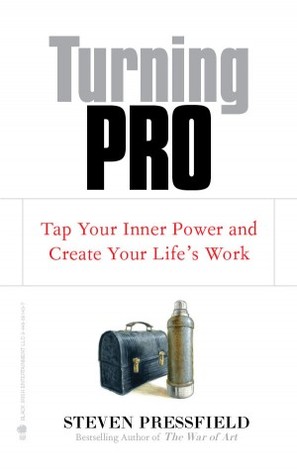 Turning
PRO
Tap Your Inner Power and
Create Your Life's Work
STEVEN PRESSFIELD
Bestselling Author of The War of Art